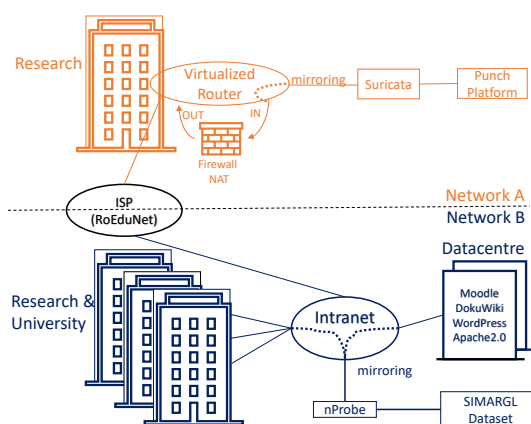 Research
Virtualized
Router
mirroring
Suricata
Punch
Platform
OUT
IN
Firewall
NAT
ISP
(RoEduNet)
Network A
Network B
Datacentre
Research &
University
Intranet
Moodle
DokuWiki
WordPress
Apache2.0
mirroring
nProbe
SIMARGL
Dataset